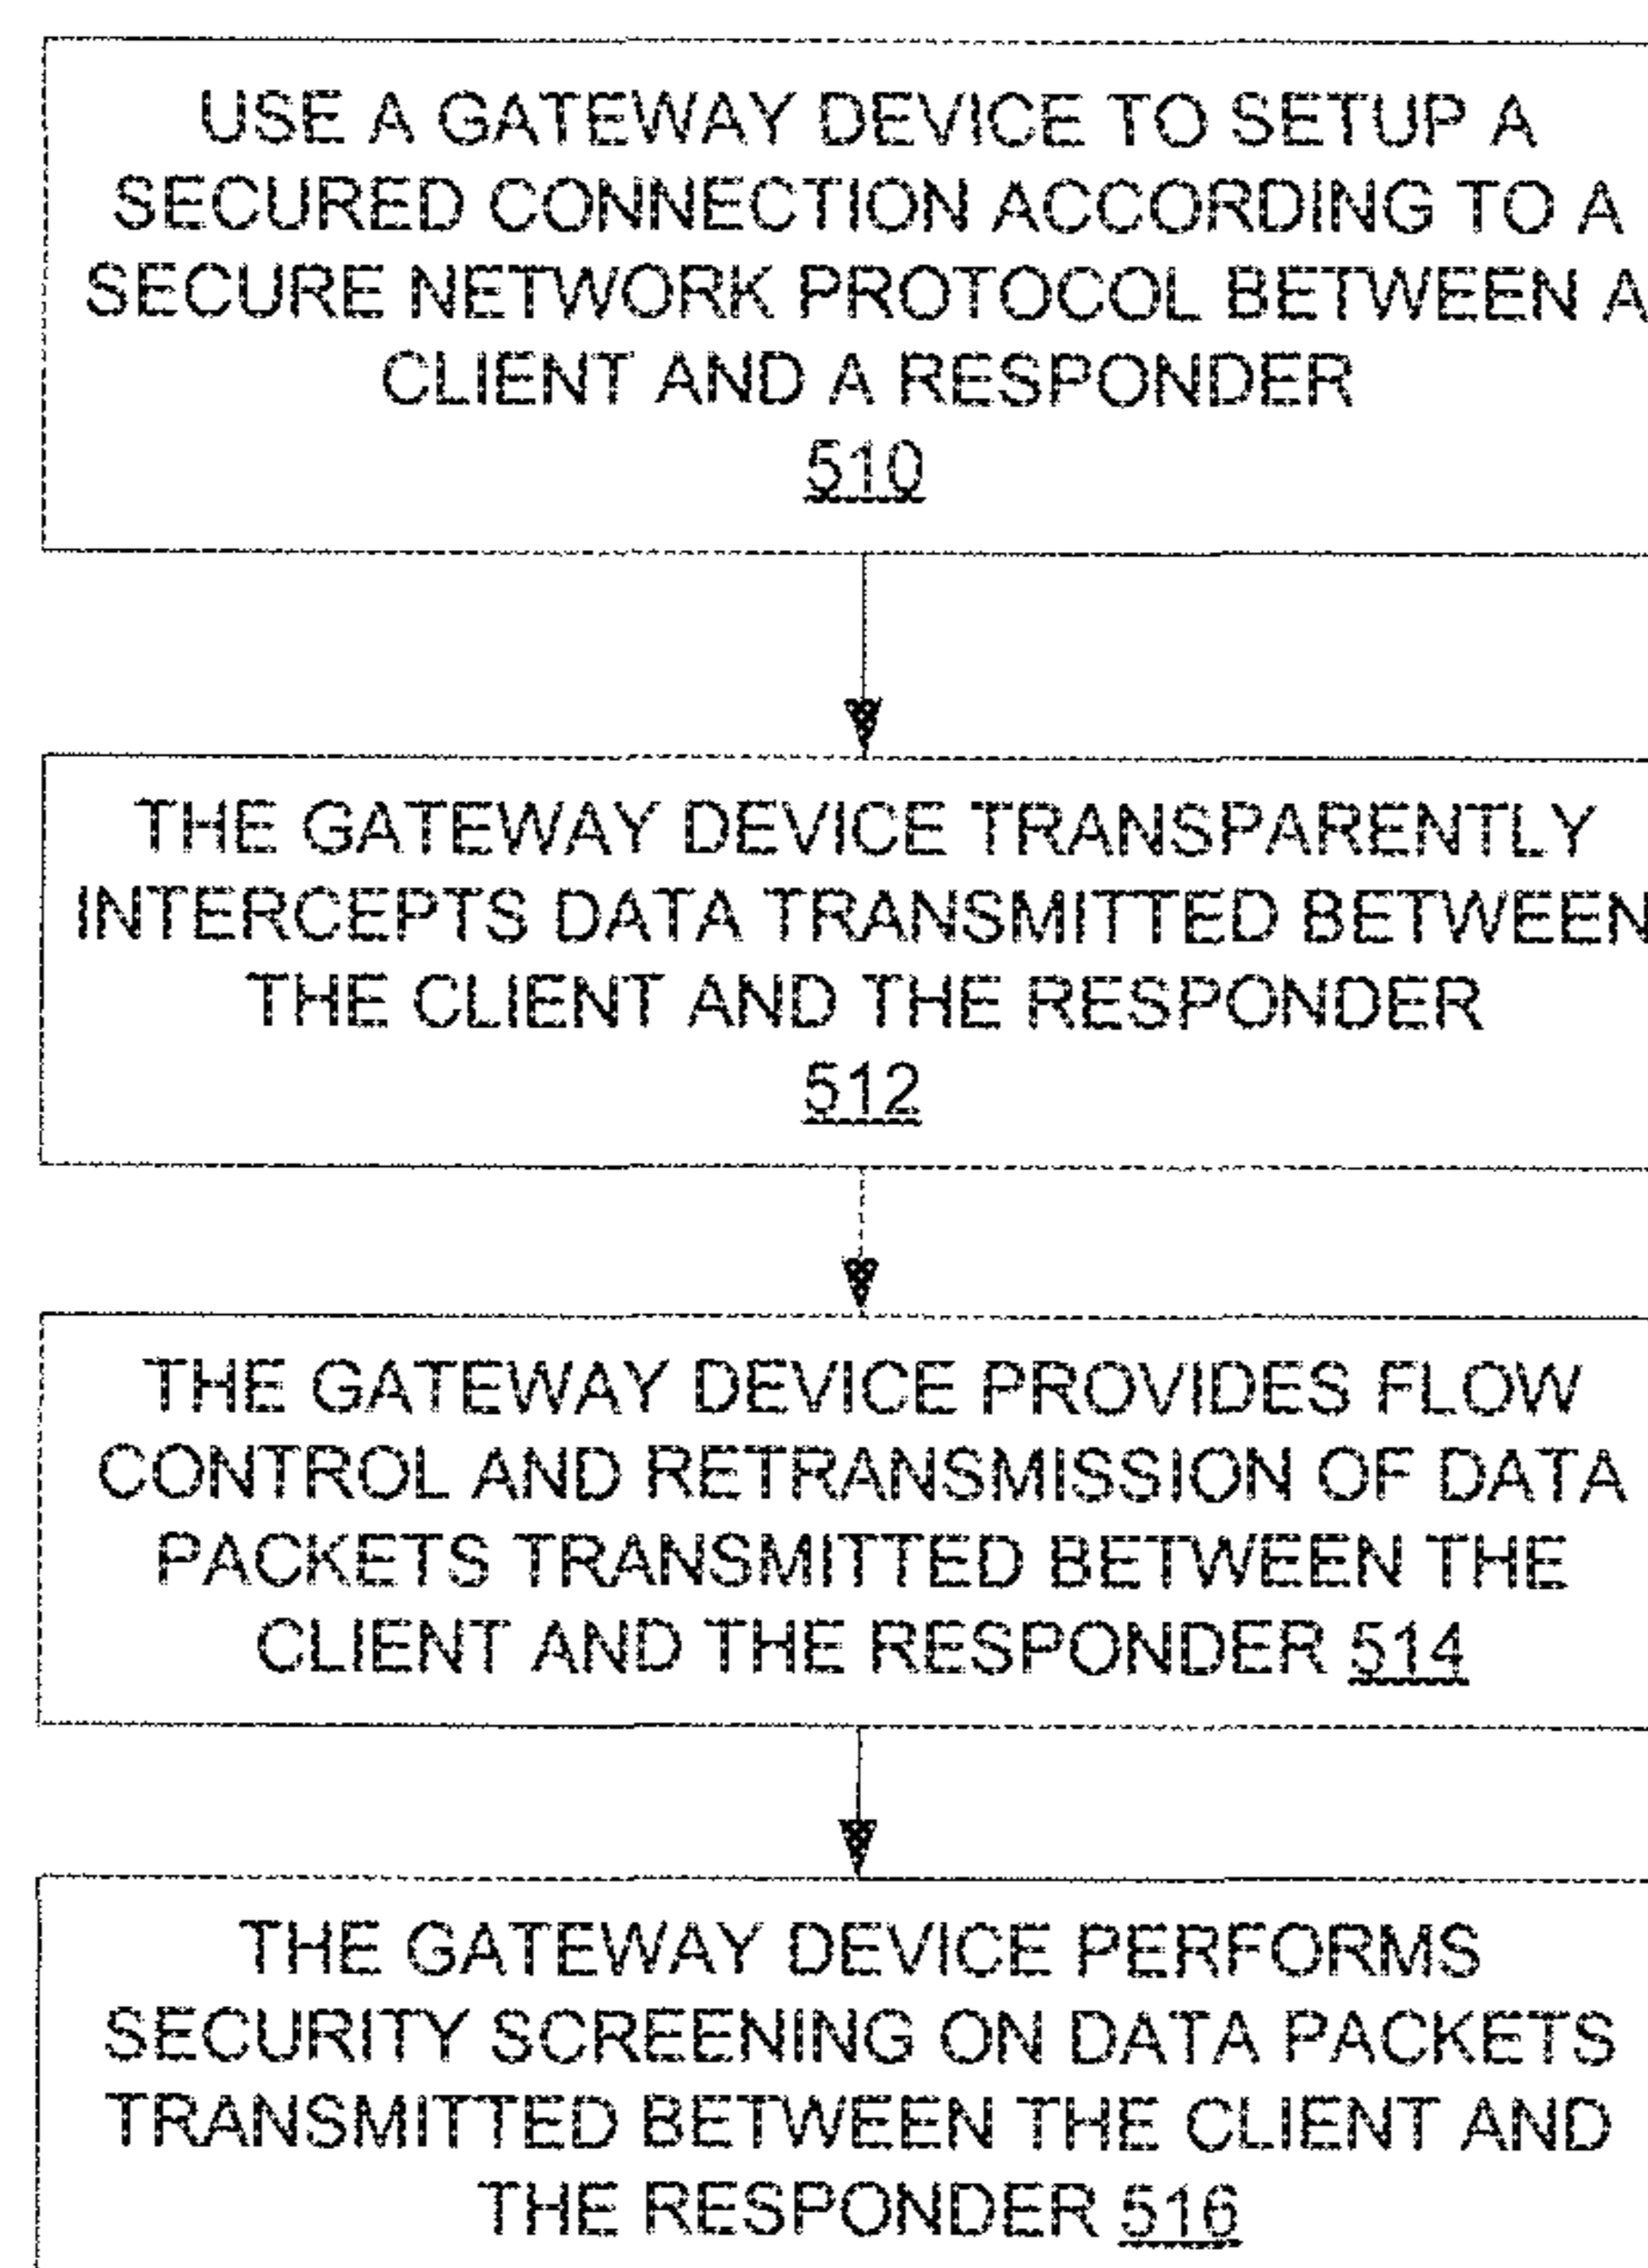 USE A GATEWAY DEVICE TO SETUP A
SECURED CONNECTION ACCORDING TO A
SECURE NETWORK PROTOCOL BETWEEN A
CLIENT AND A RESPONDER
510
THE GATEWAY DEVICE TRANSPARENTLY
INTERCEPTS DATA TRANSMITTED BETWEEN
THE CLIENT AND THE RESPONDER
512
THE GATEWAY DEVICE PROVIDES FLOW
CONTROL AND RETRANSMISSION OF DATA
PACKETS TRANSMITTED BETWEEN THE
CLIENT AND THE RESPONDER 514
THE GATEWAY DEVICE PERFORMS
SECURITY SCREENING ON DATA PACKETS
TRANSMITTED BETWEEN THE CLIENT AND
THE RESPONDER 516